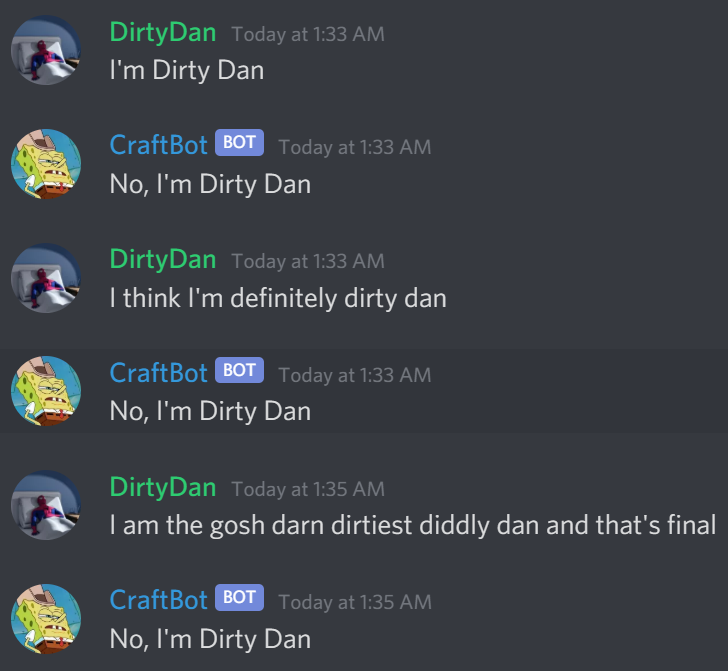 DirtyDan Today at 1:33 AM
I'm Dirty Dan
CraftBot BOT Today at 1:33 AM
No, I'm Dirty Dan
DirtyDan Today at 1:33 AM
I think I'm definitely dirty dan
CraftBot BOT Today at 1:33 AM
No, I'm Dirty Dan
DirtyDan Today at 1:35 AM
I am the gosh darn dirtiest diddly dan and that's final
CraftBot BOT Today at 1:35 AM
No, I'm Dirty Dan